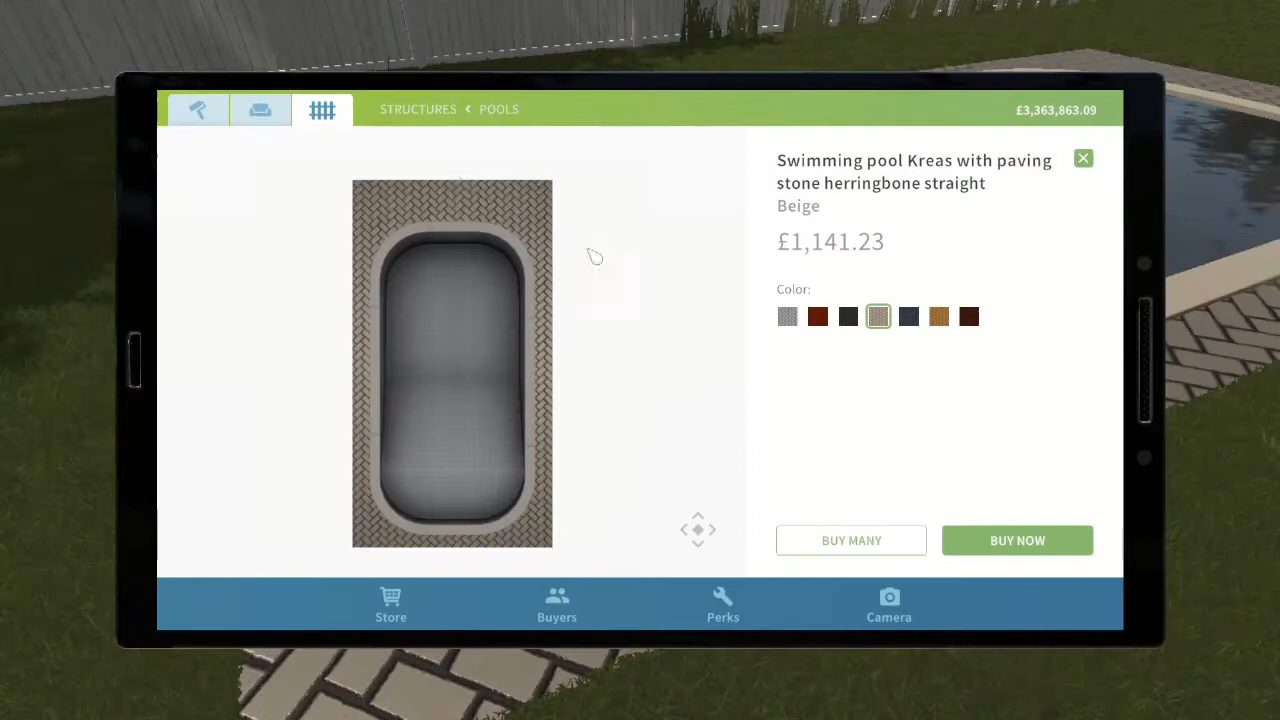 STRUCTURES < POOLS
£3,363,863.09
Swimming pool Kreas with paving
stone herringbone straight
Beige
£1,141.23
Color:
BUY MANY
BUY NOW
Store
Buyers
Perks
Camera